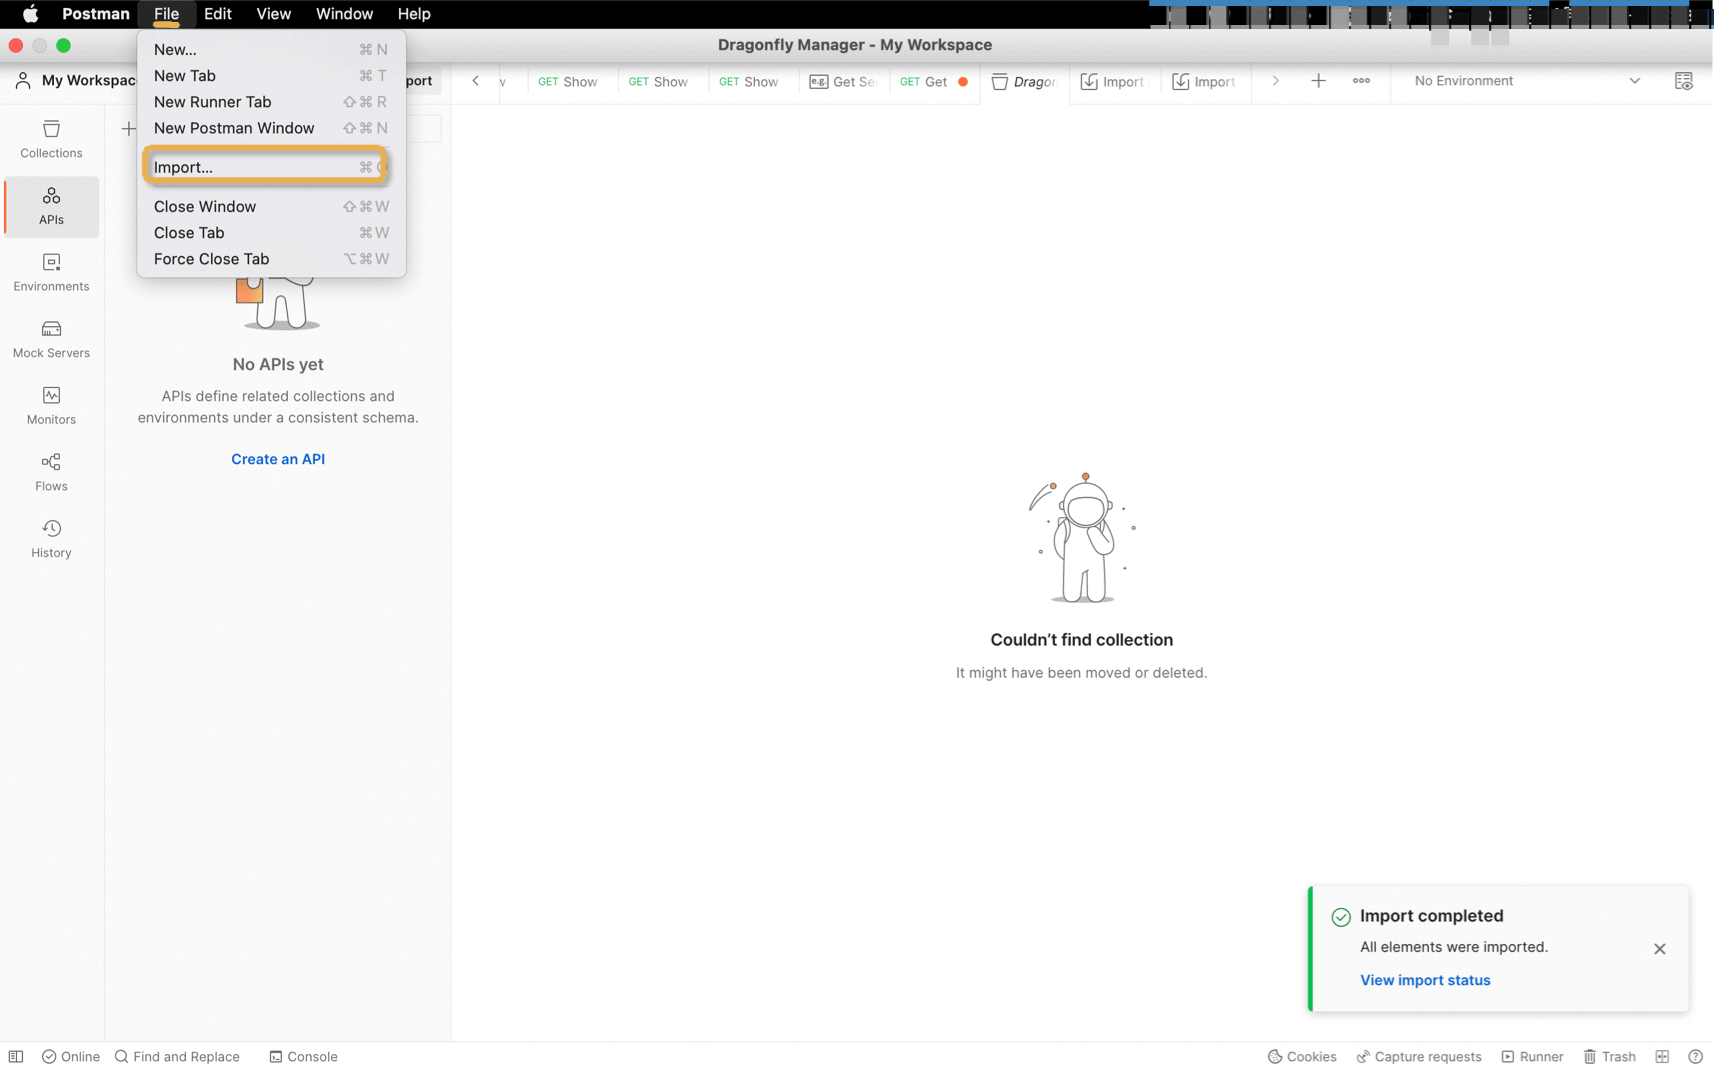 Postman File Edit View Window Help
Dragonfly Manager - My Workspace
My Workspac
port
GET Show
GET Show
GET Show
e.g. Get Se
GET Get
Dragon
Import
Import
No Environment
New... ⌘ N
New Tab ⌘ T
New Runner Tab ⇧ ⌘ R
New Postman Window ⇧ ⌘ N
Import... ⌘
Close Window ⇧ ⌘ W
Close Tab ⌘ W
Force Close Tab ⌥ ⌘ W
Collections
APIs
Environments
Mock Servers
Monitors
Flows
History
No APIs yet
APIs define related collections and
environments under a consistent schema.
Create an API
Couldn’t find collection
It might have been moved or deleted.
Import completed
All elements were imported.
View import status
Online Find and Replace Console
Cookies Capture requests Runner Trash